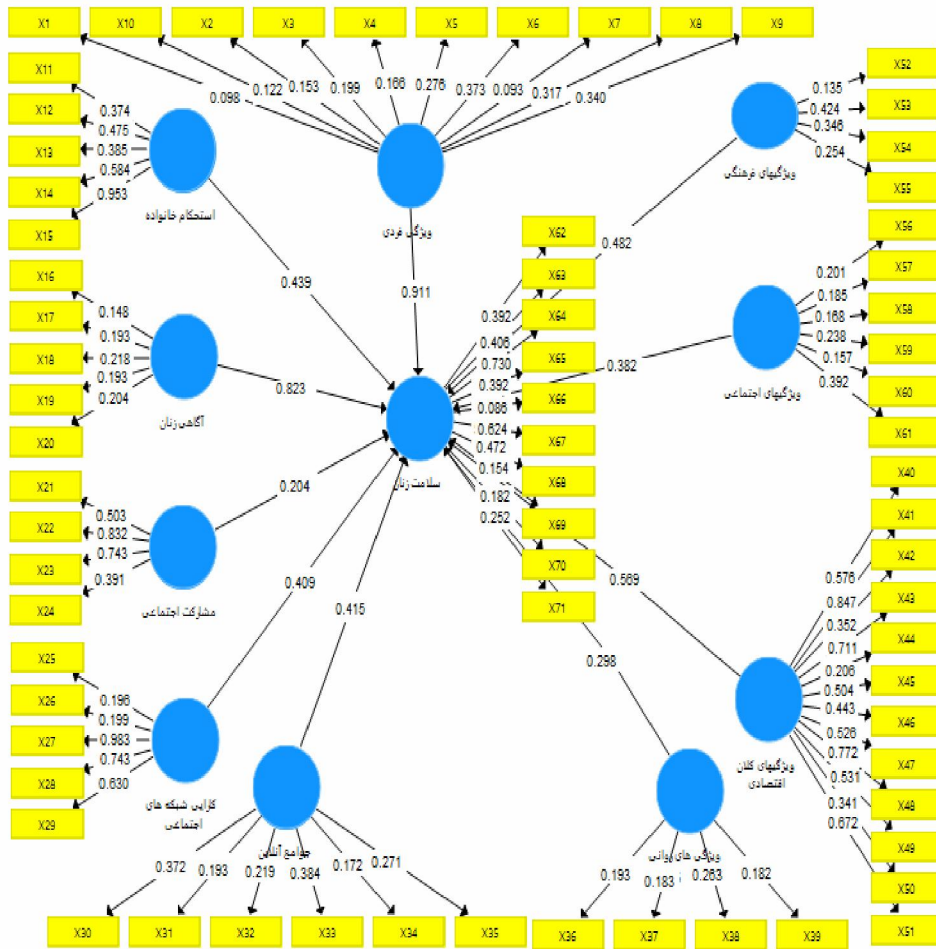 X1
X10
X2
X3
X4
X5
X6
X7
X8
X9
0.098
0.122
0.153
0.199
0.166
0.276
0.373
0.093
0.317
0.340
ویژگی فردی
0.911
X11
X12
X13
X14
X15
0.374
0.475
0.385
0.584
0.953
استحکام خانواده
0.439
X16
X17
X18
X19
X20
0.148
0.193
0.218
0.193
0.204
آگاهی زنان
0.823
X21
X22
X23
X24
0.503
0.832
0.743
0.391
مشارکت اجتماعی
0.204
X25
X26
X27
X28
X29
0.196
0.199
0.983
0.743
0.630
کارایی شبکه های
اجتماعی
0.409
جوامع آنلاین
0.415
0.372
0.193
0.219
0.384
0.172
0.271
X30
X31
X32
X33
X34
X35
سلامت زنان
X62
X63
X64
X65
X66
X67
X68
X69
X70
X71
0.392
0.406
0.730
0.392
0.086
0.624
0.472
0.154
0.182
0.252
X52
X53
X54
X55
0.135
0.424
0.346
0.254
ویژگیهای فرهنگی
0.482
X56
X57
X58
X59
X60
X61
0.201
0.185
0.168
0.238
0.157
0.392
ویژگیهای اجتماعی
0.382
X40
X41
X42
X43
X44
X45
X46
X47
X48
X49
X50
X51
0.576
0.847
0.352
0.711
0.206
0.504
0.443
0.526
0.772
0.531
0.341
0.672
ویژگیهای کلان
اقتصادی
0.569
ویژگی های روانی
0.298
0.193
0.183
0.263
0.182
X36
X37
X38
X39